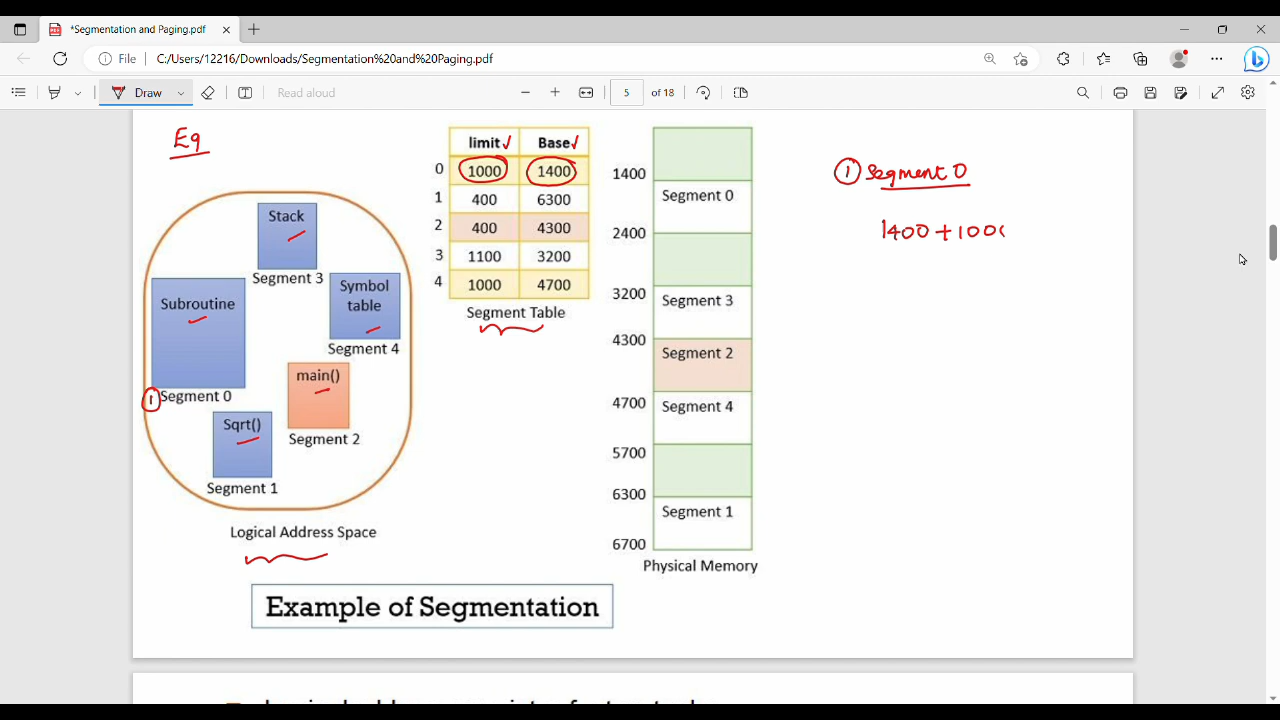 *Segmentation and Paging.pdf
File C:/Users/12216/Downloads/Segmentation%20and%20Paging.pdf
Draw Read aloud 5 of 18
Eg
limit Base
0 1000 1400
1 400 6300
2 400 4300
3 1100 3200
4 1000 4700
Segment Table
Stack
Segment 3
Subroutine
1 Segment 0
Symbol
table
Segment 4
main()
Segment 2
Sqrt()
Segment 1
Logical Address Space
1400
Segment 0
2400
3200
Segment 3
4300
Segment 2
4700
Segment 4
5700
6300
Segment 1
6700
Physical Memory
1 Segment 0
1400 + 100
Example of Segmentation